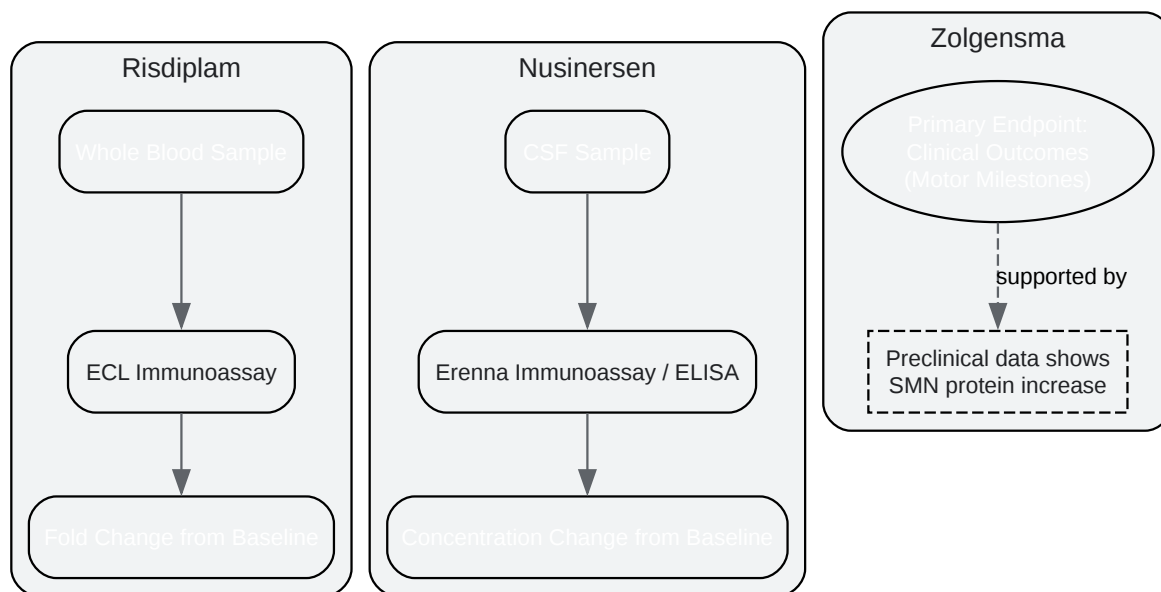 Risdiplam
Whole Blood Sample
ECL Immunoassay
Fold Change from Baseline
Nusinersen
CSF Sample
Erenna Immunoassay / ELISA
Concentration Change from Baseline
Zolgensma
Primary Endpoint:
Clinical Outcomes
(Motor Milestones)
supported by
Preclinical data shows
SMN protein increase